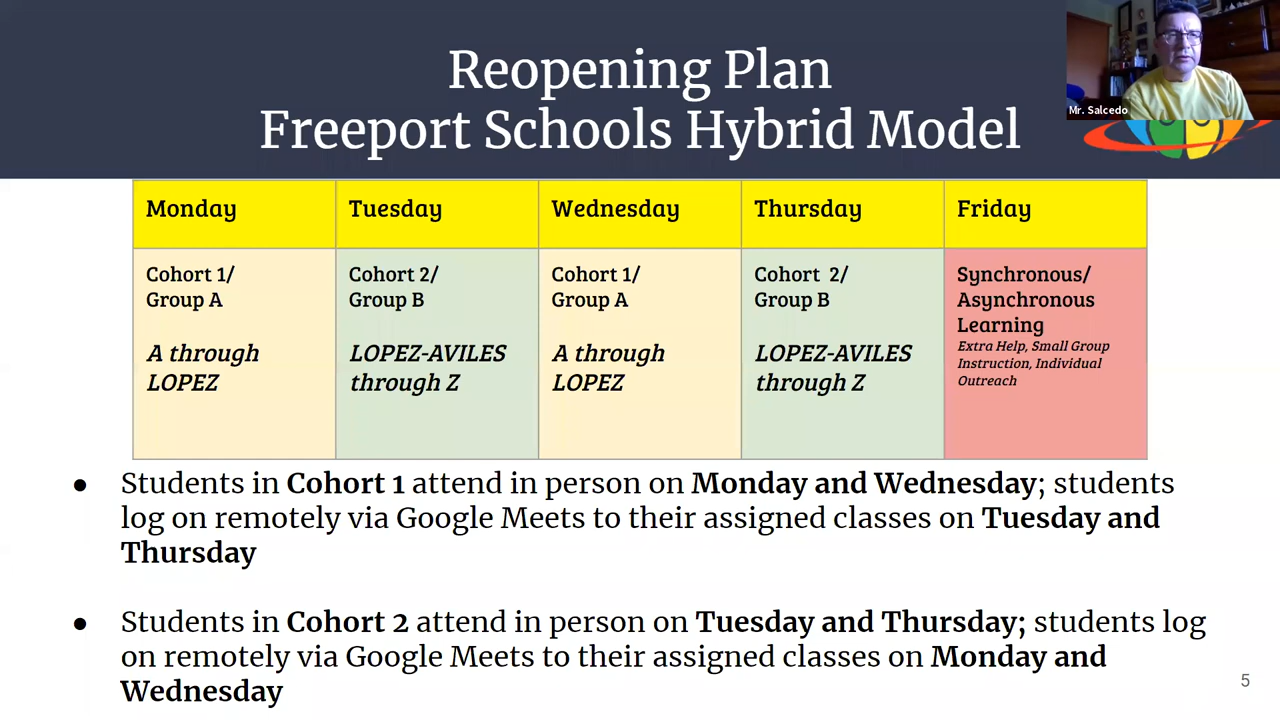 Reopening Plan
Freeport Schools Hybrid Model
Mr. Salcedo
Monday
Tuesday
Wednesday
Thursday
Friday
Cohort 1/
Group A
A through
LOPEZ
Cohort 2/
Group B
LOPEZ-AVILES
through Z
Cohort 1/
Group A
A through
LOPEZ
Cohort 2/
Group B
LOPEZ-AVILES
through Z
Synchronous/
Asynchronous
Learning
Extra Help, Small Group
Instruction, Individual
Outreach
● Students in Cohort 1 attend in person on Monday and Wednesday; students
log on remotely via Google Meets to their assigned classes on Tuesday and
Thursday
● Students in Cohort 2 attend in person on Tuesday and Thursday; students log
on remotely via Google Meets to their assigned classes on Monday and
Wednesday
5